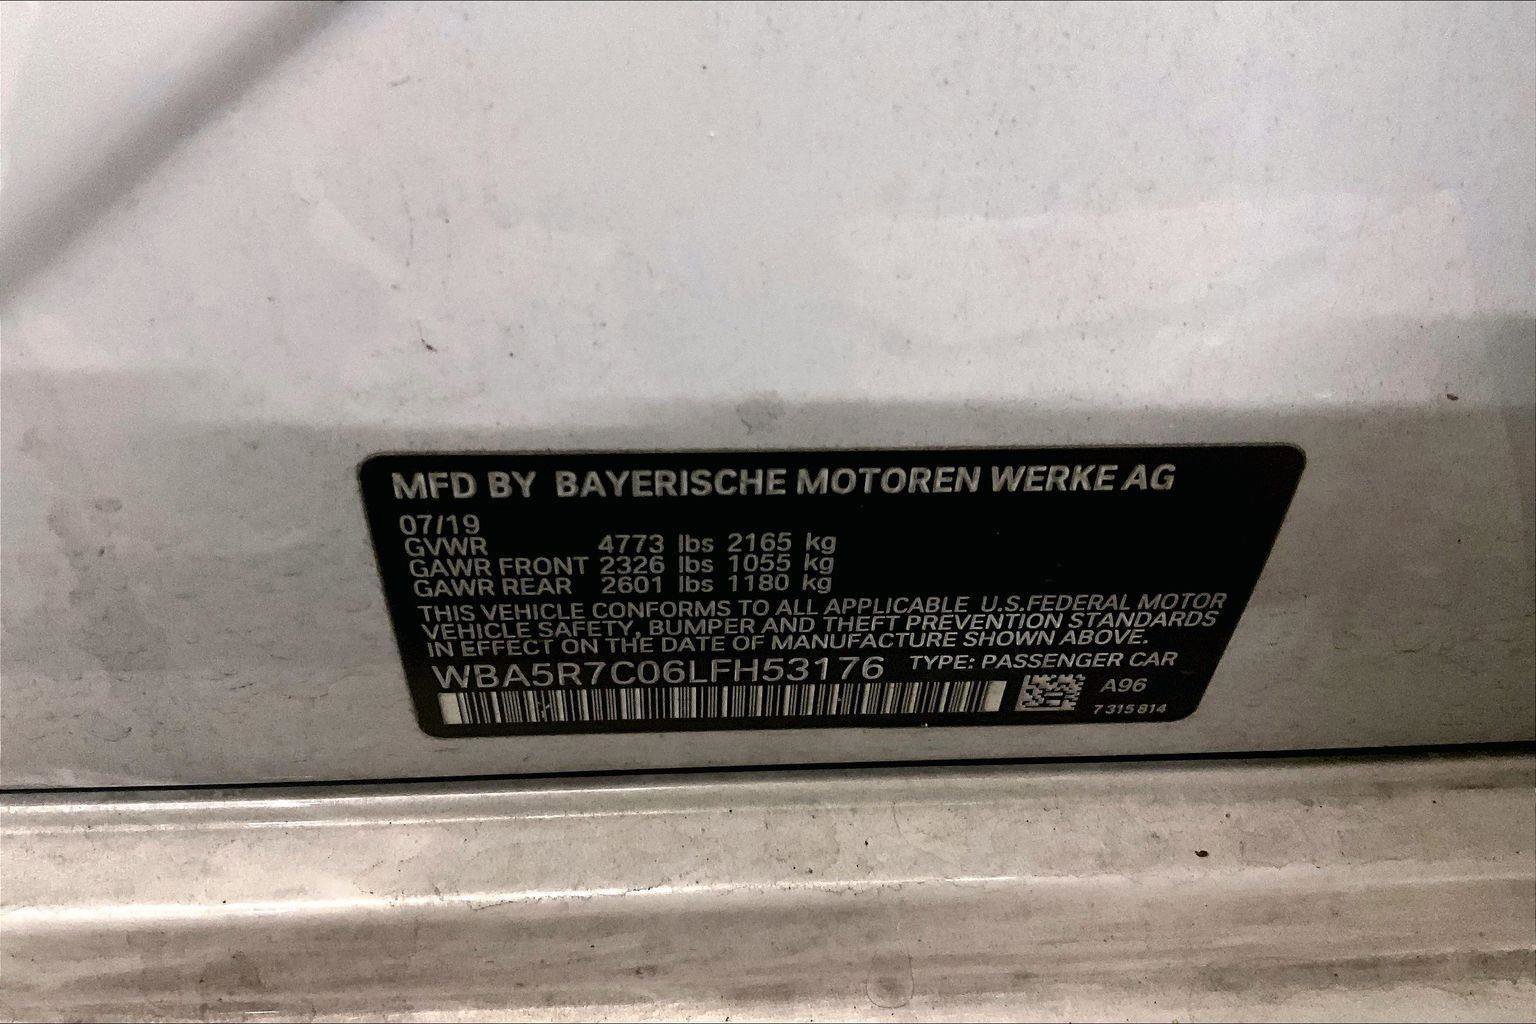 MFD BY BAYERISCHE MOTOREN WERKE AG
07/19
GVWR 4773 lbs 2165 kg
GAWR FRONT 2326 lbs 1055 kg
GAWR REAR 2601 lbs 1180 kg
THIS VEHICLE CONFORMS TO ALL APPLICABLE U.S.FEDERAL MOTOR
VEHICLE SAFETY, BUMPER AND THEFT PREVENTION STANDARDS
IN EFFECT ON THE DATE OF MANUFACTURE SHOWN ABOVE.
WBA5R7C06LFH53176 TYPE: PASSENGER CAR
A96
7 315 814